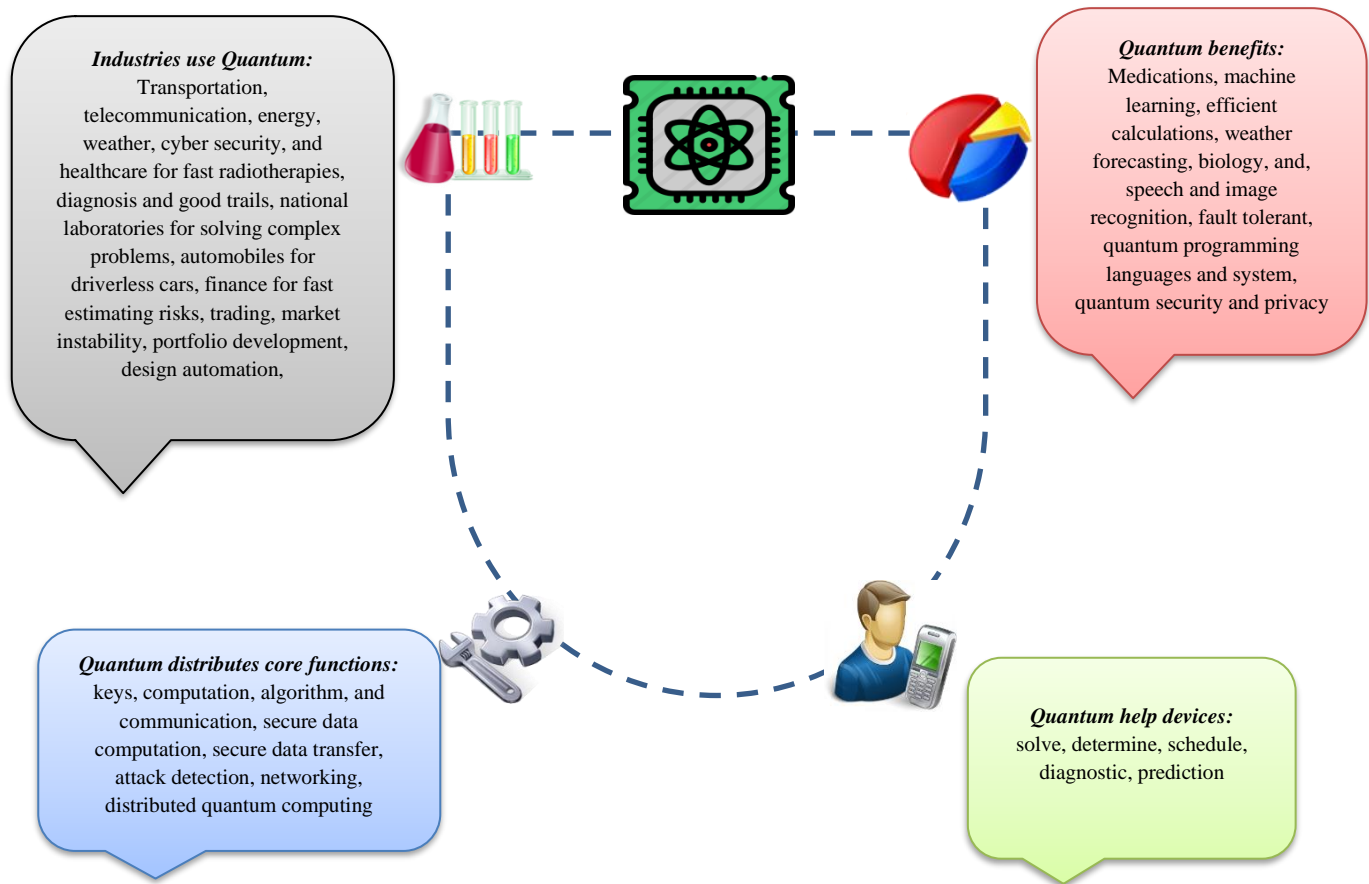 Industries use Quantum:
Transportation,
telecommunication, energy,
weather, cyber security, and
healthcare for fast radiotherapies,
diagnosis and good trails, national
laboratories for solving complex
problems, automobiles for
driverless cars, finance for fast
estimating risks, trading, market
instability, portfolio development,
design automation,
Quantum benefits:
Medications, machine
learning, efficient
calculations, weather
forecasting, biology, and,
speech and image
recognition, fault tolerant,
quantum programming
languages and system,
quantum security and privacy
Quantum distributes core functions:
keys, computation, algorithm, and
communication, secure data
computation, secure data transfer,
attack detection, networking,
distributed quantum computing
Quantum help devices:
solve, determine, schedule,
diagnostic, prediction